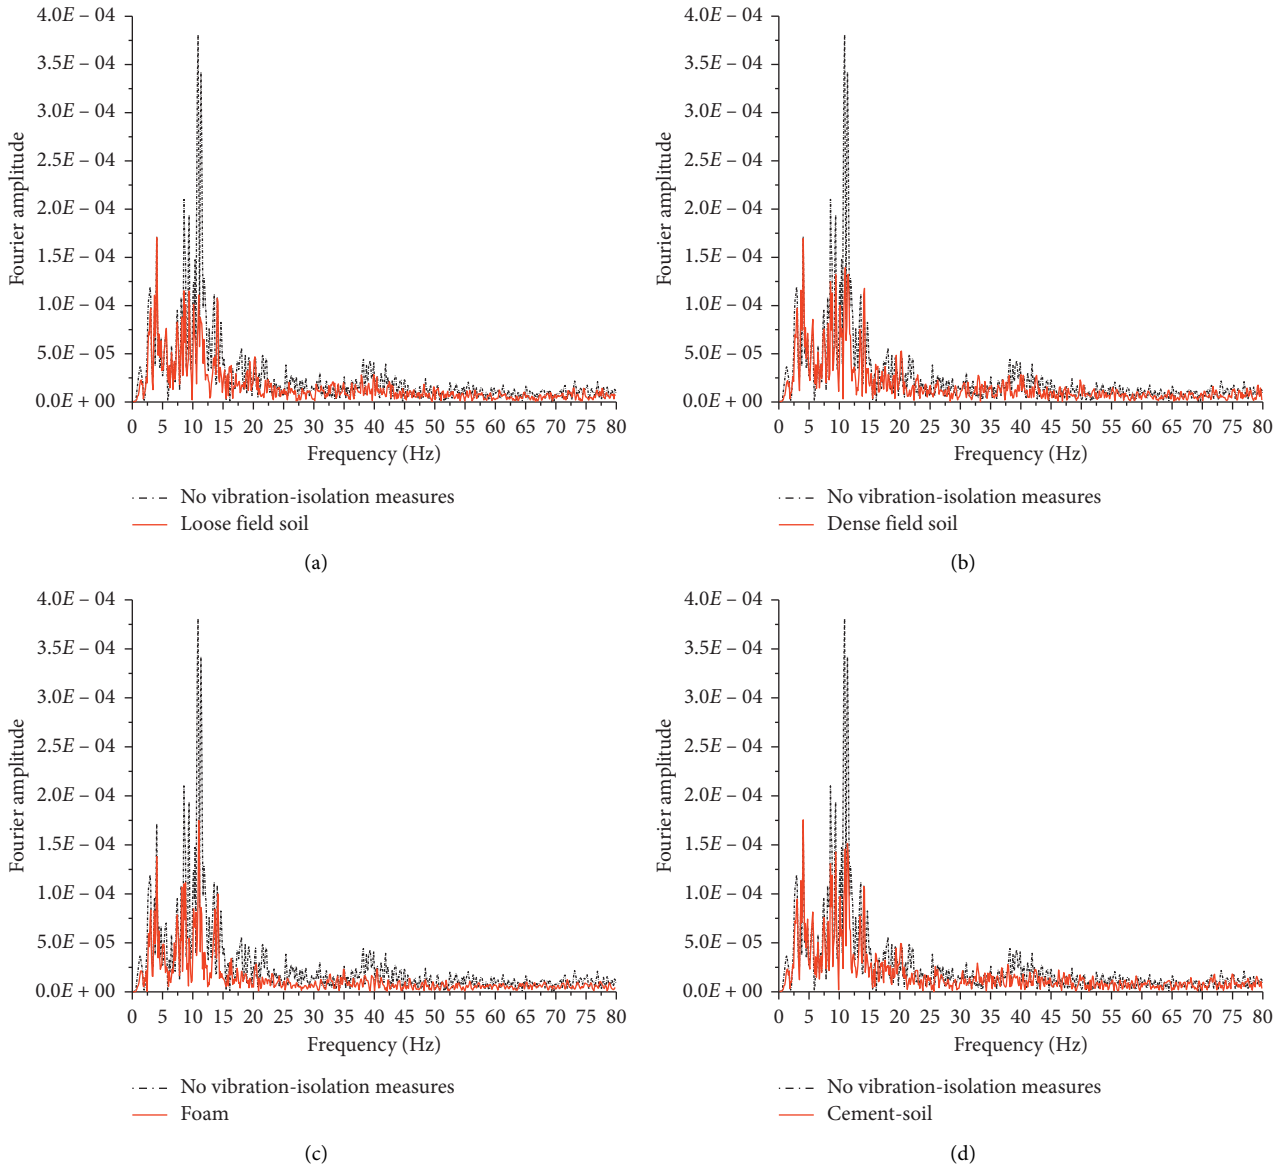 4.0E – 04
3.5E – 04
3.0E – 04
2.5E – 04
2.0E – 04
1.5E – 04
1.0E – 04
5.0E – 05
0.0E + 00
Fourier amplitude
0 5 10 15 20 25 30 35 40 45 50 55 60 65 70 75 80
Frequency (Hz)
No vibration-isolation measures
Loose field soil
(a)
4.0E – 04
3.5E – 04
3.0E – 04
2.5E – 04
2.0E – 04
1.5E – 04
1.0E – 04
5.0E – 05
0.0E + 00
Fourier amplitude
0 5 10 15 20 25 30 35 40 45 50 55 60 65 70 75 80
Frequency (Hz)
No vibration-isolation measures
Dense field soil
(b)
4.0E – 04
3.5E – 04
3.0E – 04
2.5E – 04
2.0E – 04
1.5E – 04
1.0E – 04
5.0E – 05
0.0E + 00
Fourier amplitude
0 5 10 15 20 25 30 35 40 45 50 55 60 65 70 75 80
Frequency (Hz)
No vibration-isolation measures
Foam
(c)
4.0E – 04
3.5E – 04
3.0E – 04
2.5E – 04
2.0E – 04
1.5E – 04
1.0E – 04
5.0E – 05
0.0E + 00
Fourier amplitude
0 5 10 15 20 25 30 35 40 45 50 55 60 65 70 75 80
Frequency (Hz)
No vibration-isolation measures
Cement-soil
(d)